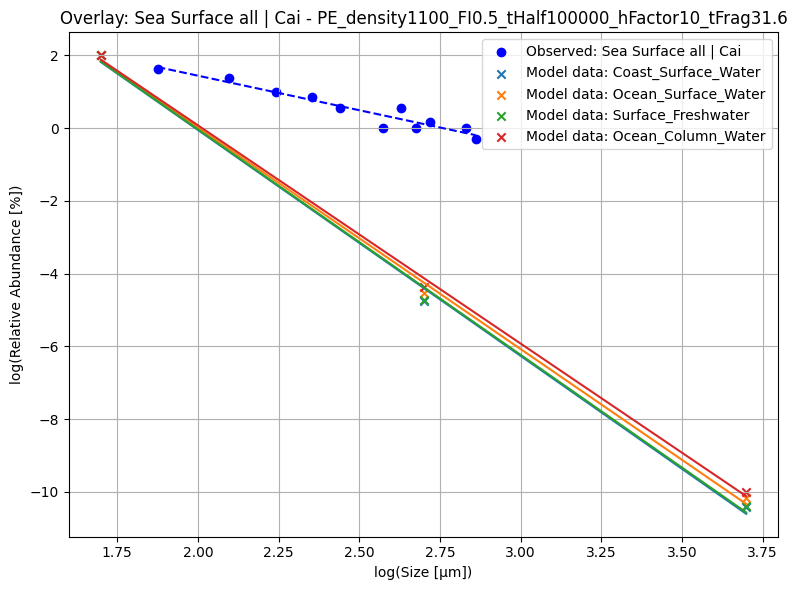 Overlay: Sea Surface all | Cai - PE_density1100_FI0.5_tHalf100000_hFactor10_tFrag31.6
Observed: Sea Surface all | Cai
Model data: Coast_Surface_Water
Model data: Ocean_Surface_Water
Model data: Surface_Freshwater
Model data: Ocean_Column_Water
log(Relative Abundance [%])
2
0
−2
−4
−6
−8
−10
1.75 2.00 2.25 2.50 2.75 3.00 3.25 3.50 3.75
log(Size [μm])